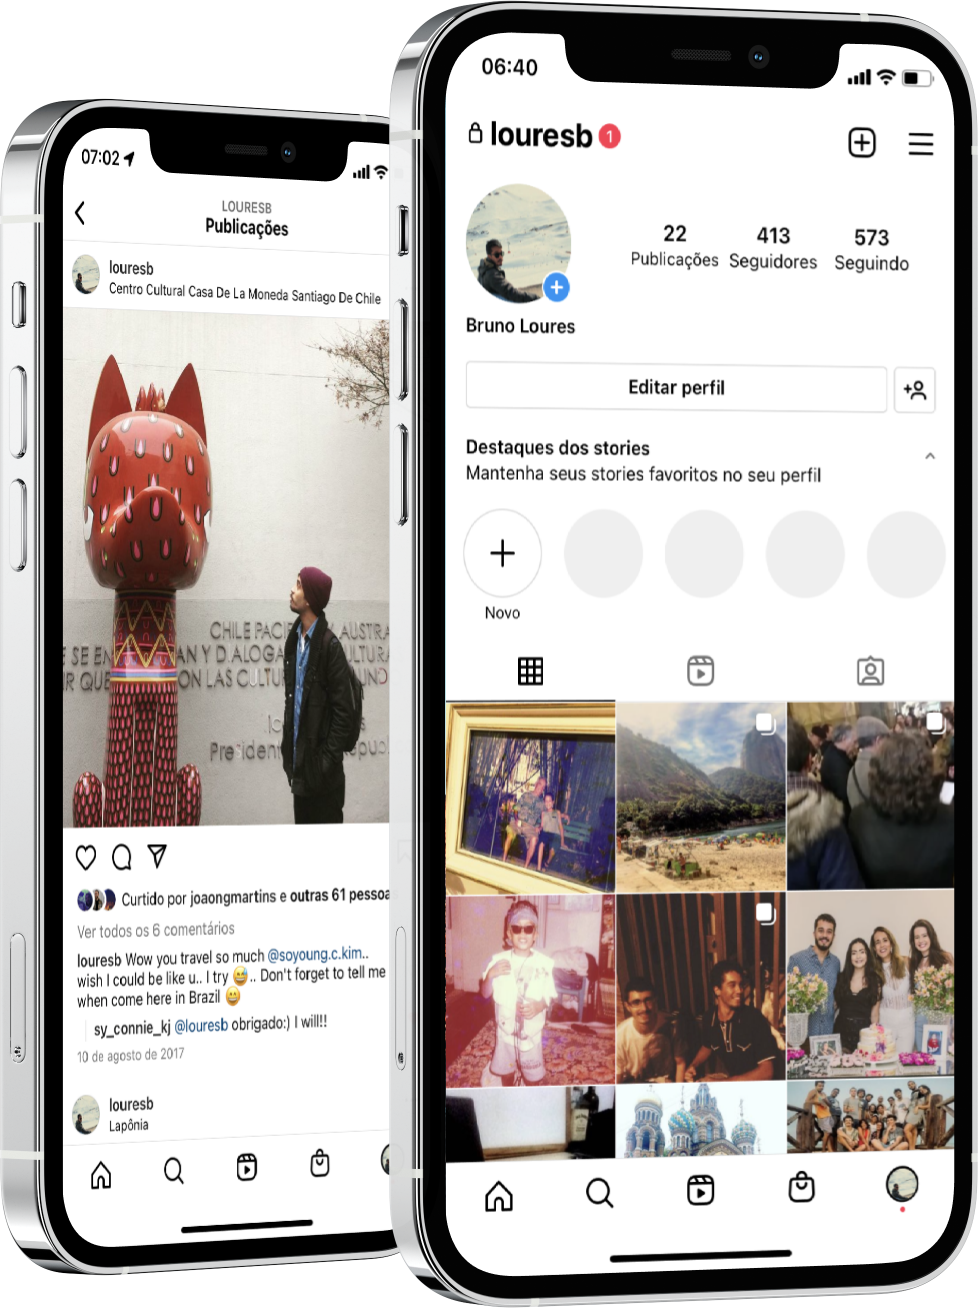 07:02
LOURESB
Publicações
louresb
Centro Cultural Casa De La Moneda Santiago De Chile
CHILE PACI AUSTRA
E SE EN AN Y DIALOGA ULTURA
R QUE ON LAS CULTU UND
President epub
Curtido por joaongmartins e outras 61 pessoa
Ver todos os 6 comentários
louresb Wow you travel so much @soyoung.c.kim..
wish I could be like u.. I try 😅.. Don't forget to tell me
when come here in Brazil 😄
sy_connie_kj @louresb obrigado:) I will!!
10 de agosto de 2017
louresb
Lapônia
06:40
louresb 1
22 413 573
Publicações Seguidores Seguindo
Bruno Loures
Editar perfil
Destaques dos stories
Mantenha seus stories favoritos no seu perfil
Novo